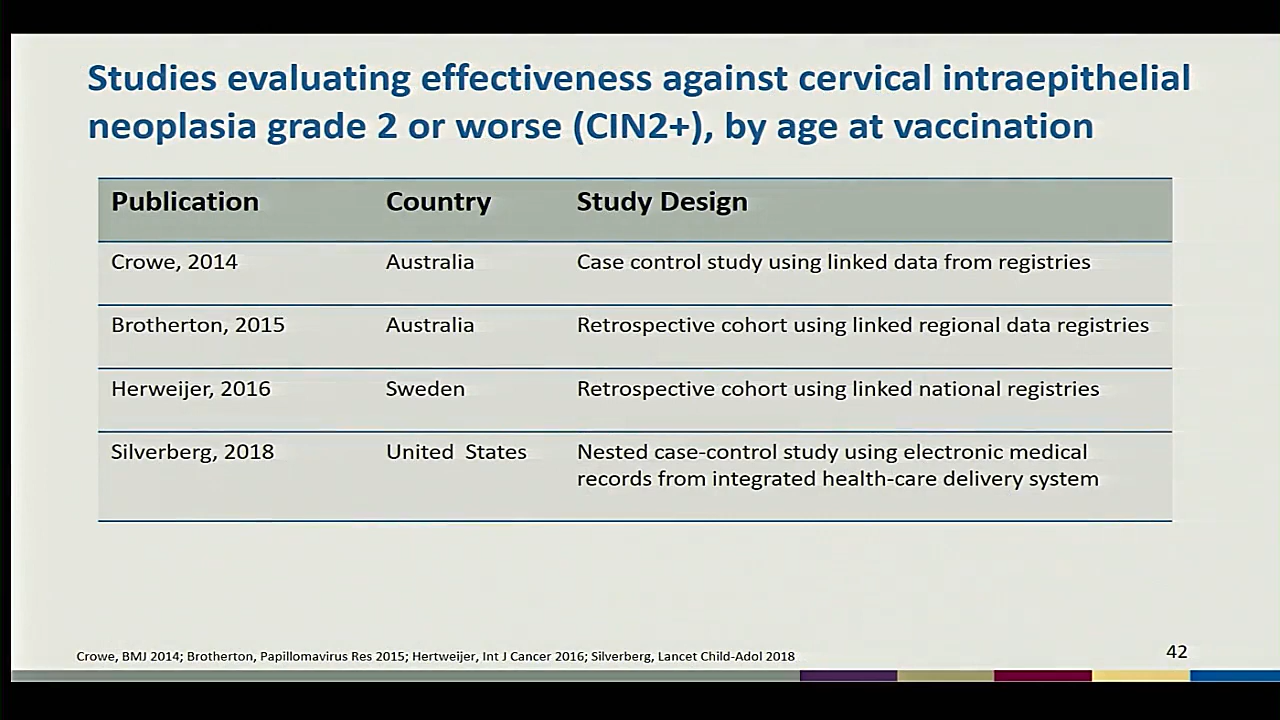 Studies evaluating effectiveness against cervical intraepithelial
neoplasia grade 2 or worse (CIN2+), by age at vaccination
Publication Country Study Design
Crowe, 2014 Australia Case control study using linked data from registries
Brotherton, 2015 Australia Retrospective cohort using linked regional data registries
Herweijer, 2016 Sweden Retrospective cohort using linked national registries
Silverberg, 2018 United States Nested case-control study using electronic medical
records from integrated health-care delivery system
Crowe, BMJ 2014; Brotherton, Papillomavirus Res 2015; Hertweijer, Int J Cancer 2016; Silverberg, Lancet Child-Adol 2018
42